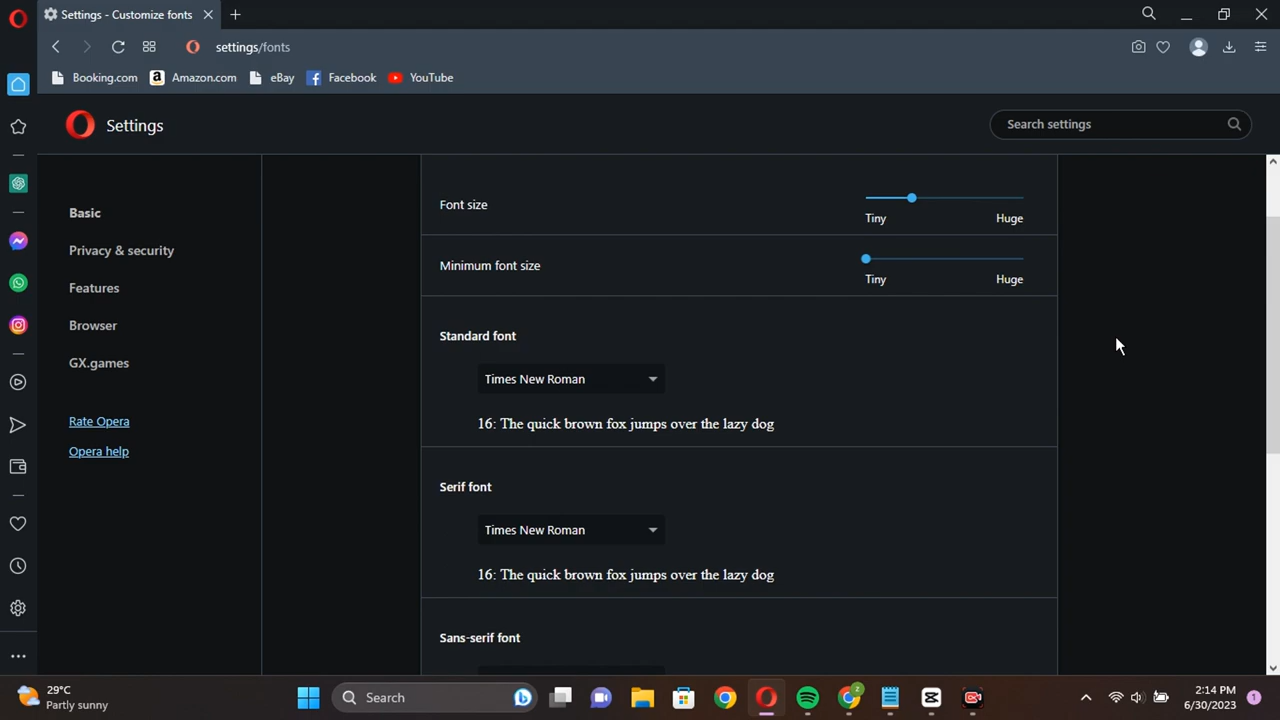 Settings - Customize fonts
settings/fonts
Booking.com
Amazon.com
eBay
Facebook
YouTube
Settings
Search settings
Basic
Privacy & security
Features
Browser
GX.games
Rate Opera
Opera help
Font size
Tiny
Huge
Minimum font size
Tiny
Huge
Standard font
Times New Roman
16: The quick brown fox jumps over the lazy dog
Serif font
Times New Roman
16: The quick brown fox jumps over the lazy dog
Sans-serif font
29°C
Partly sunny
Search
2:14 PM
6/30/2023
1